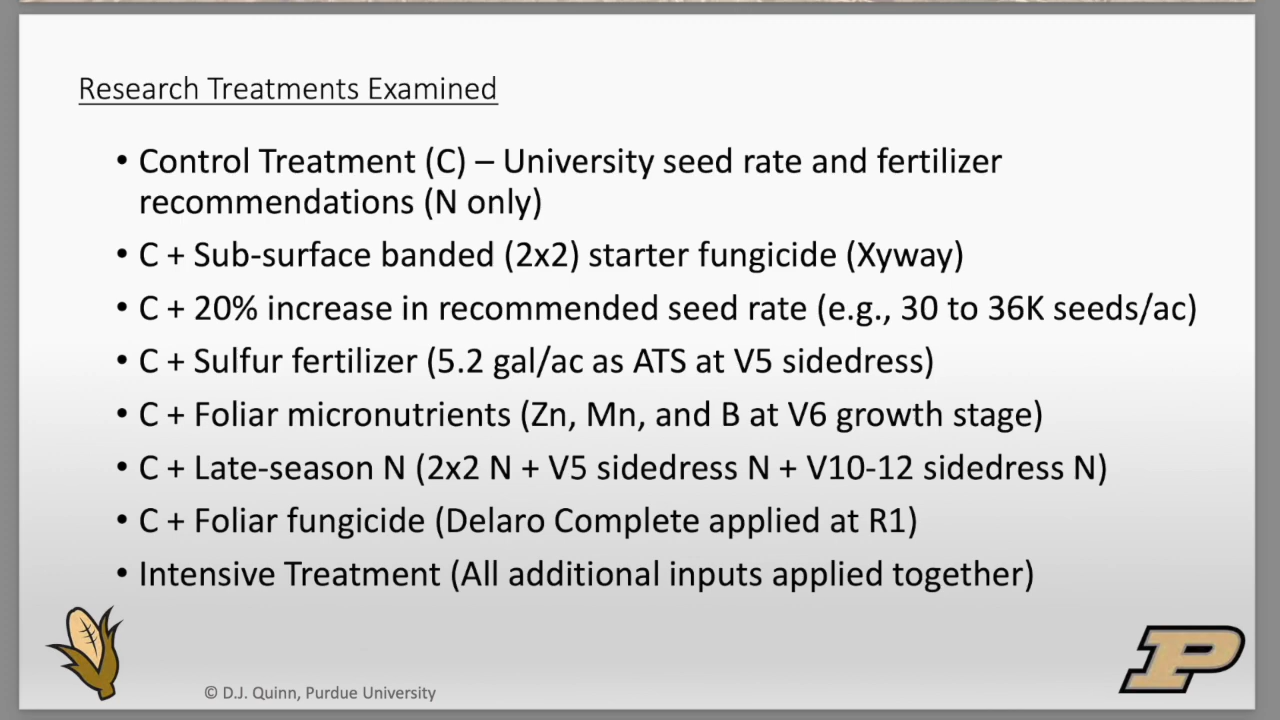 Research Treatments Examined
• Control Treatment (C) – University seed rate and fertilizer
recommendations (N only)
• C + Sub-surface banded (2x2) starter fungicide (Xyway)
• C + 20% increase in recommended seed rate (e.g., 30 to 36K seeds/ac)
• C + Sulfur fertilizer (5.2 gal/ac as ATS at V5 sidedress)
• C + Foliar micronutrients (Zn, Mn, and B at V6 growth stage)
• C + Late-season N (2x2 N + V5 sidedress N + V10-12 sidedress N)
• C + Foliar fungicide (Delaro Complete applied at R1)
• Intensive Treatment (All additional inputs applied together)
P
© D.J. Quinn, Purdue University